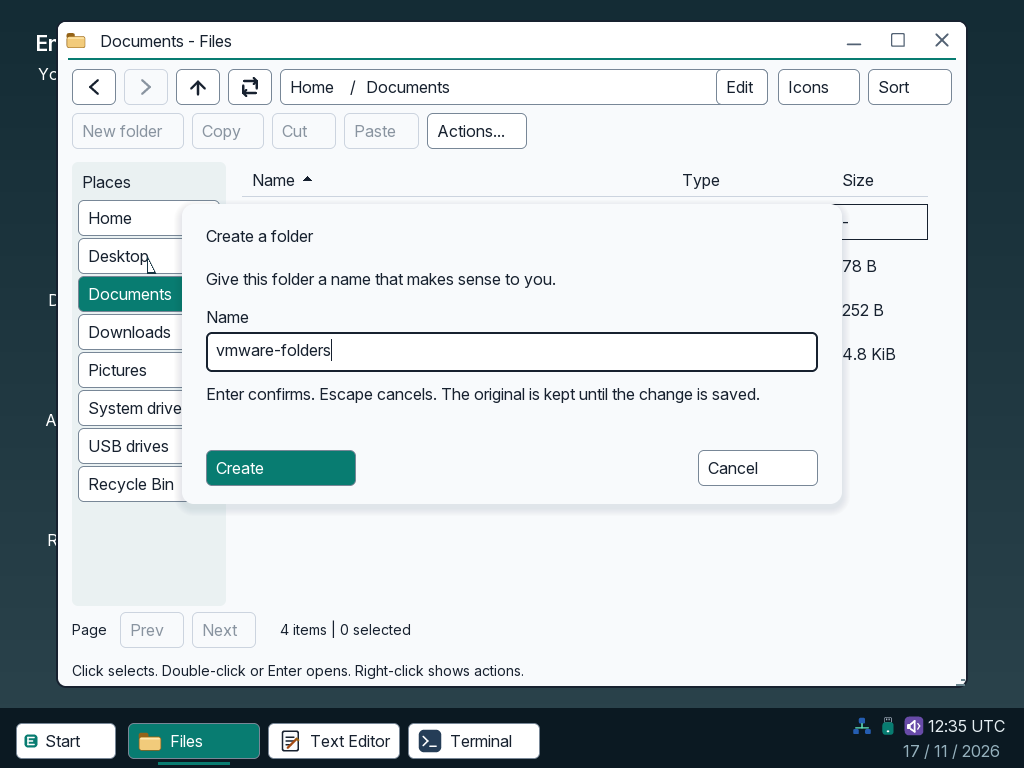 En
Yo
Documents - Files
Home / Documents
Edit
Icons
Sort
New folder
Copy
Cut
Paste
Actions...
Places
Name
Type
Size
Home
Desktop
Documents
Downloads
Pictures
System drive
USB drives
Recycle Bin
-
78 B
252 B
4.8 KiB
Create a folder
Give this folder a name that makes sense to you.
Name
vmware-folders
Enter confirms. Escape cancels. The original is kept until the change is saved.
Create
Cancel
D
A
R
Page
Prev
Next
4 items | 0 selected
Click selects. Double-click or Enter opens. Right-click shows actions.
Start
Files
Text Editor
Terminal
12:35 UTC
17 / 11 / 2026